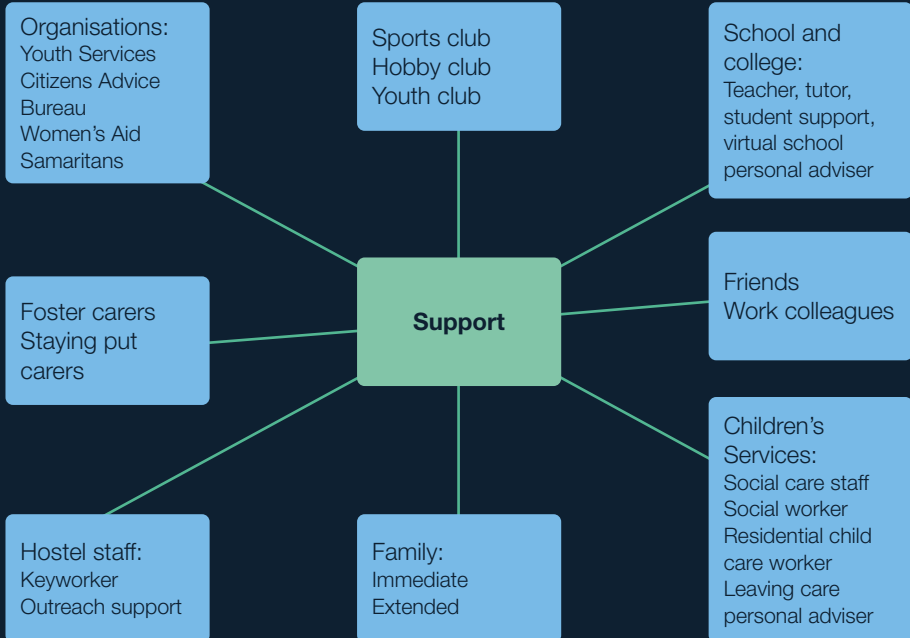 Organisations:
Youth Services
Citizens Advice
Bureau
Women’s Aid
Samaritans
Sports club
Hobby club
Youth club
School and
college:
Teacher, tutor,
student support,
virtual school
personal adviser
Foster carers
Staying put
carers
Support
Friends
Work colleagues
Hostel staff:
Keyworker
Outreach support
Family:
Immediate
Extended
Children’s
Services:
Social care staff
Social worker
Residential child
care worker
Leaving care
personal adviser